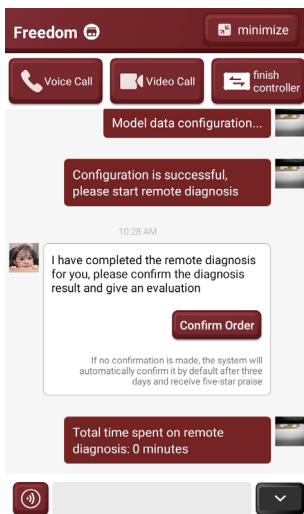 Freedom
minimize
Voice Call
Video Call
finish
controller
Model data configuration...
Configuration is successful,
please start remote diagnosis
10:28 AM
I have completed the remote diagnosis
for you, please confirm the diagnosis
result and give an evaluation
Confirm Order
If no confirmation is made, the system will
automatically confirm it by default after three
days and receive five-star praise
Total time spent on remote
diagnosis: 0 minutes